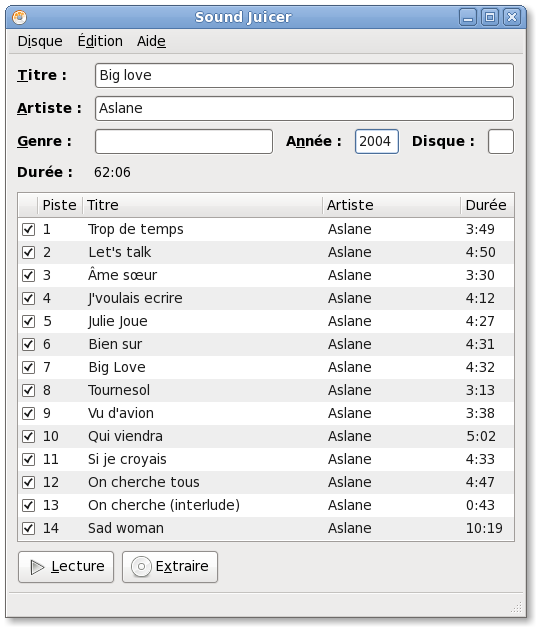 Sound Juicer
Disque Édition Aide
Titre : Big love
Artiste : Aslane
Genre : Année : 2004 Disque :
Durée : 62:06
Piste Titre Artiste Durée
1 Trop de temps Aslane 3:49
2 Let's talk Aslane 4:50
3 Âme sœur Aslane 3:30
4 J'voulais ecrire Aslane 4:12
5 Julie Joue Aslane 4:27
6 Bien sur Aslane 4:31
7 Big Love Aslane 4:32
8 Tournesol Aslane 3:13
9 Vu d'avion Aslane 3:38
10 Qui viendra Aslane 5:02
11 Si je croyais Aslane 4:33
12 On cherche tous Aslane 4:47
13 On cherche (interlude) Aslane 0:43
14 Sad woman Aslane 10:19
Lecture Extraire